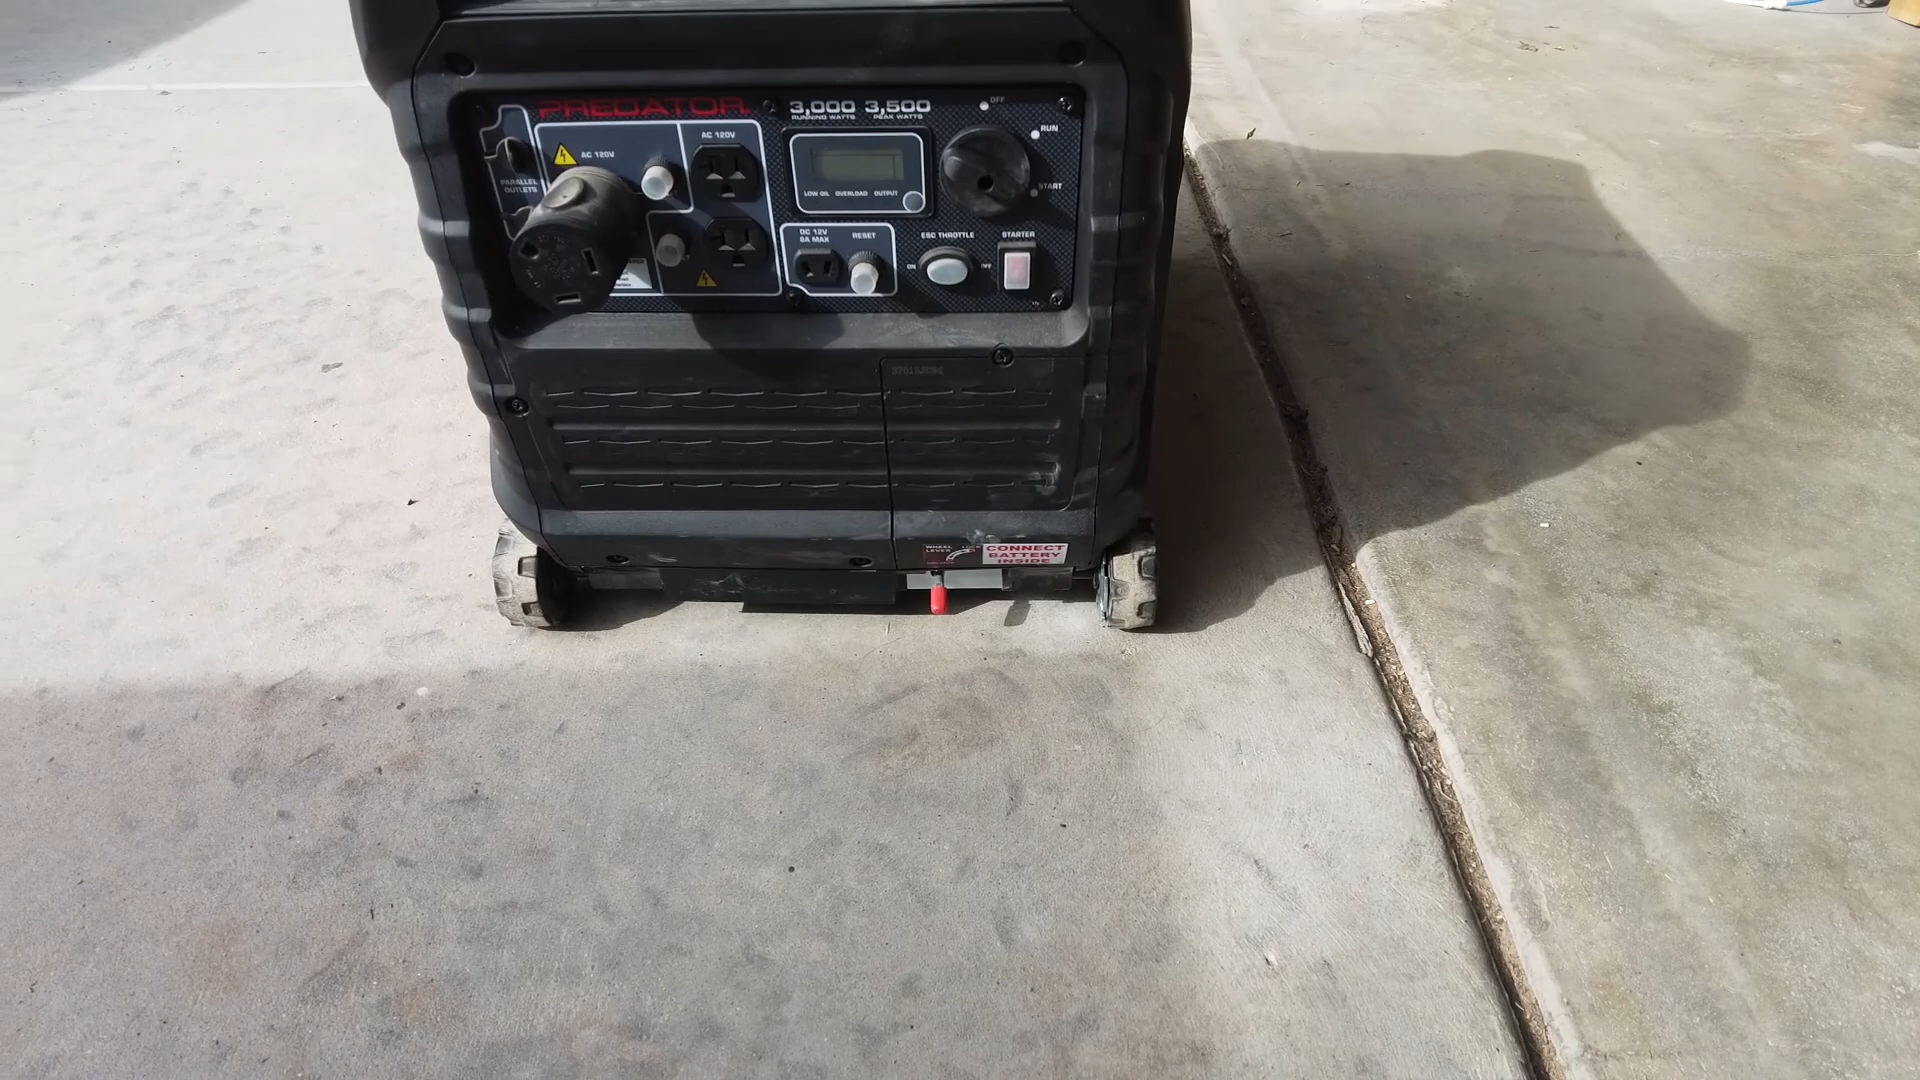 PREDATOR
3,000 3,500
RUNNING WATTS PEAK WATTS
OFF
RUN
START
AC 120V
AC 120V
PARALLEL
OUTLETS
LOW OIL OVERLOAD OUTPUT
DC 12V
8A MAX
RESET
ESC THROTTLE
ON OFF
STARTER
WHEEL LOCK
LEVER
CONNECT
BATTERY
INSIDE